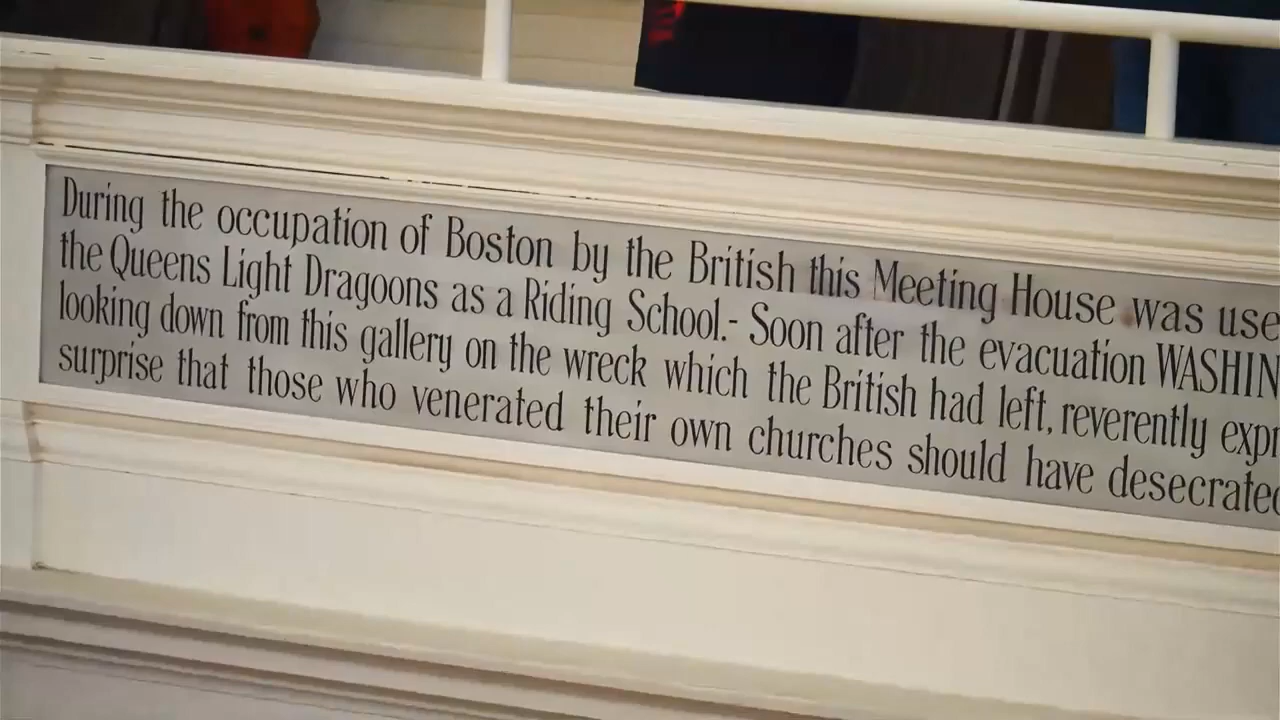 During the occupation of Boston by the British this Meeting House was use
the Queens Light Dragoons as a Riding School.- Soon after the evacuation WASHIN
looking down from this gallery on the wreck which the British had left, reverently expr
surprise that those who venerated their own churches should have desecrated